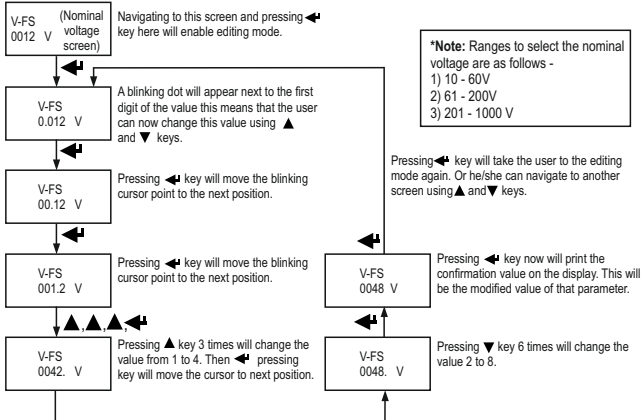 V-FS
0012 V
(Nominal
voltage
screen)
Navigating to this screen and pressing
key here will enable editing mode.
V-FS
0.012 V
A blinking dot will appear next to the first
digit of the value this means that the user
can now change this value using ▲
and ▼ keys.
V-FS
00.12 V
Pressing key will move the blinking
cursor point to the next position.
V-FS
001.2 V
Pressing key will move the blinking
cursor point to the next position.
▲,▲,▲,
V-FS
0042. V
Pressing ▲ key 3 times will change the
value from 1 to 4. Then pressing
key will move the cursor to next position.
*Note: Ranges to select the nominal
voltage are as follows -
1) 10 - 60V
2) 61 - 200V
3) 201 - 1000 V
Pressing key will take the user to the editing
mode again. Or he/she can navigate to another
screen using ▲ and ▼ keys.
V-FS
0048 V
Pressing key now will print the
confirmation value on the display. This will
be the modified value of that parameter.
V-FS
0048. V
Pressing ▼ key 6 times will change the
value 2 to 8.